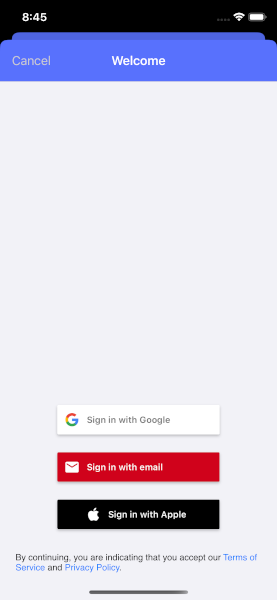 8:45
Cancel
Welcome
Sign in with Google
Sign in with email
Sign in with Apple
By continuing, you are indicating that you accept our Terms of
Service and Privacy Policy.